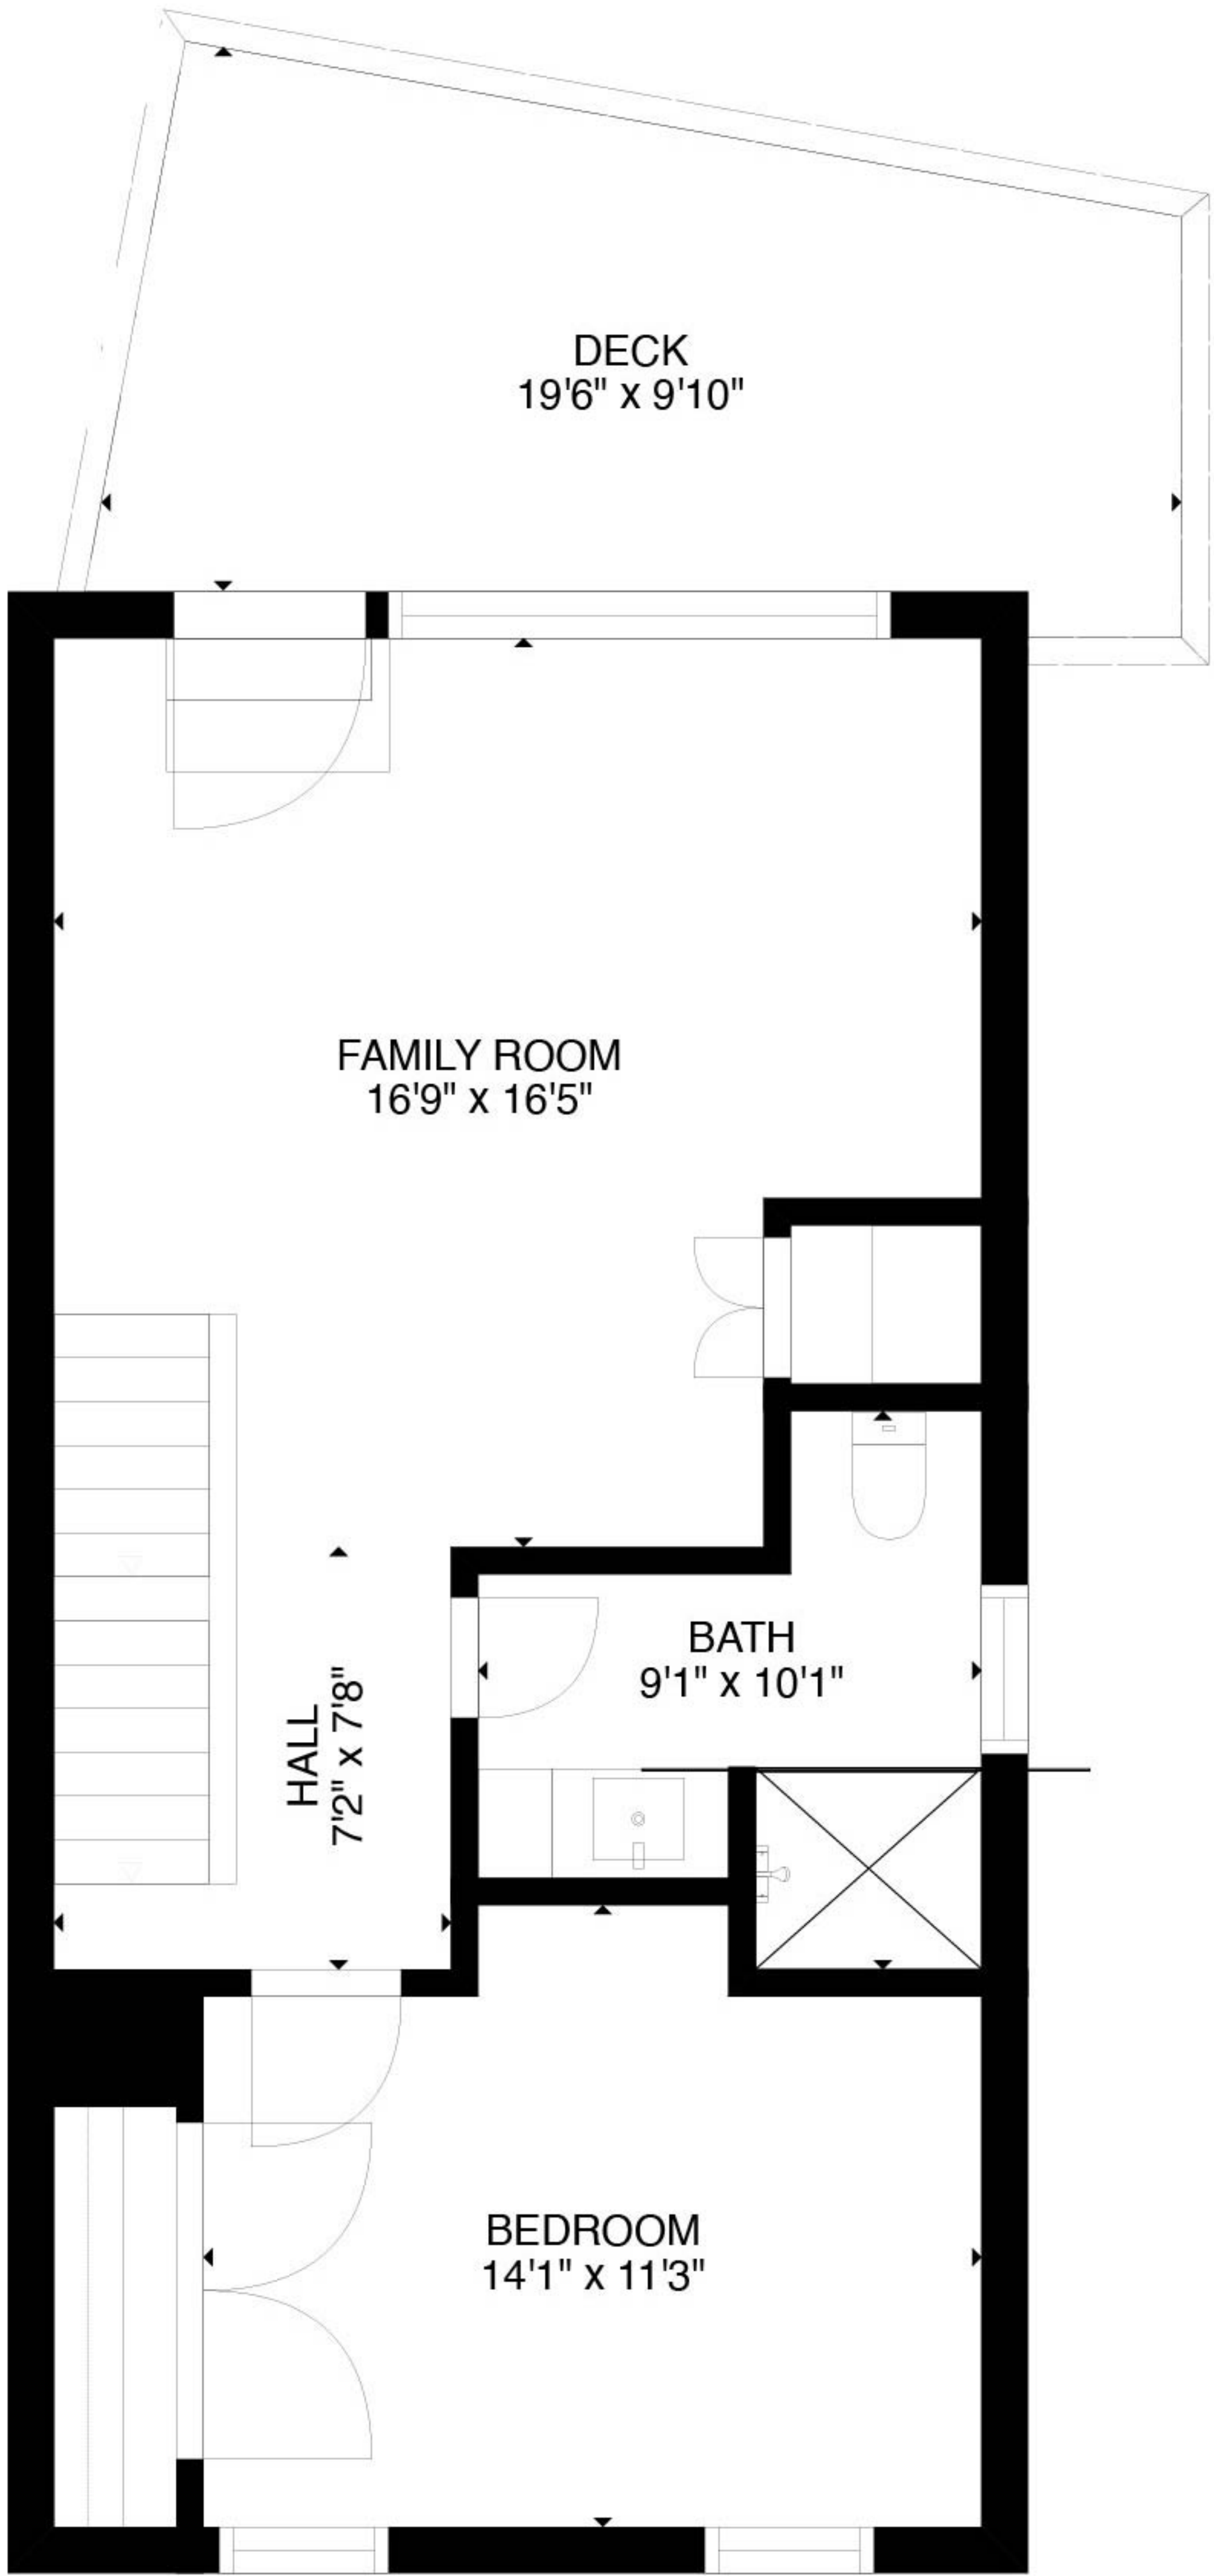 DECK
19'6" x 9'10"
FAMILY ROOM
16'9" x 16'5"
BATH
9'1" x 10'1"
HALL
7'2" x 7'8"
BEDROOM
14'1" x 11'3"